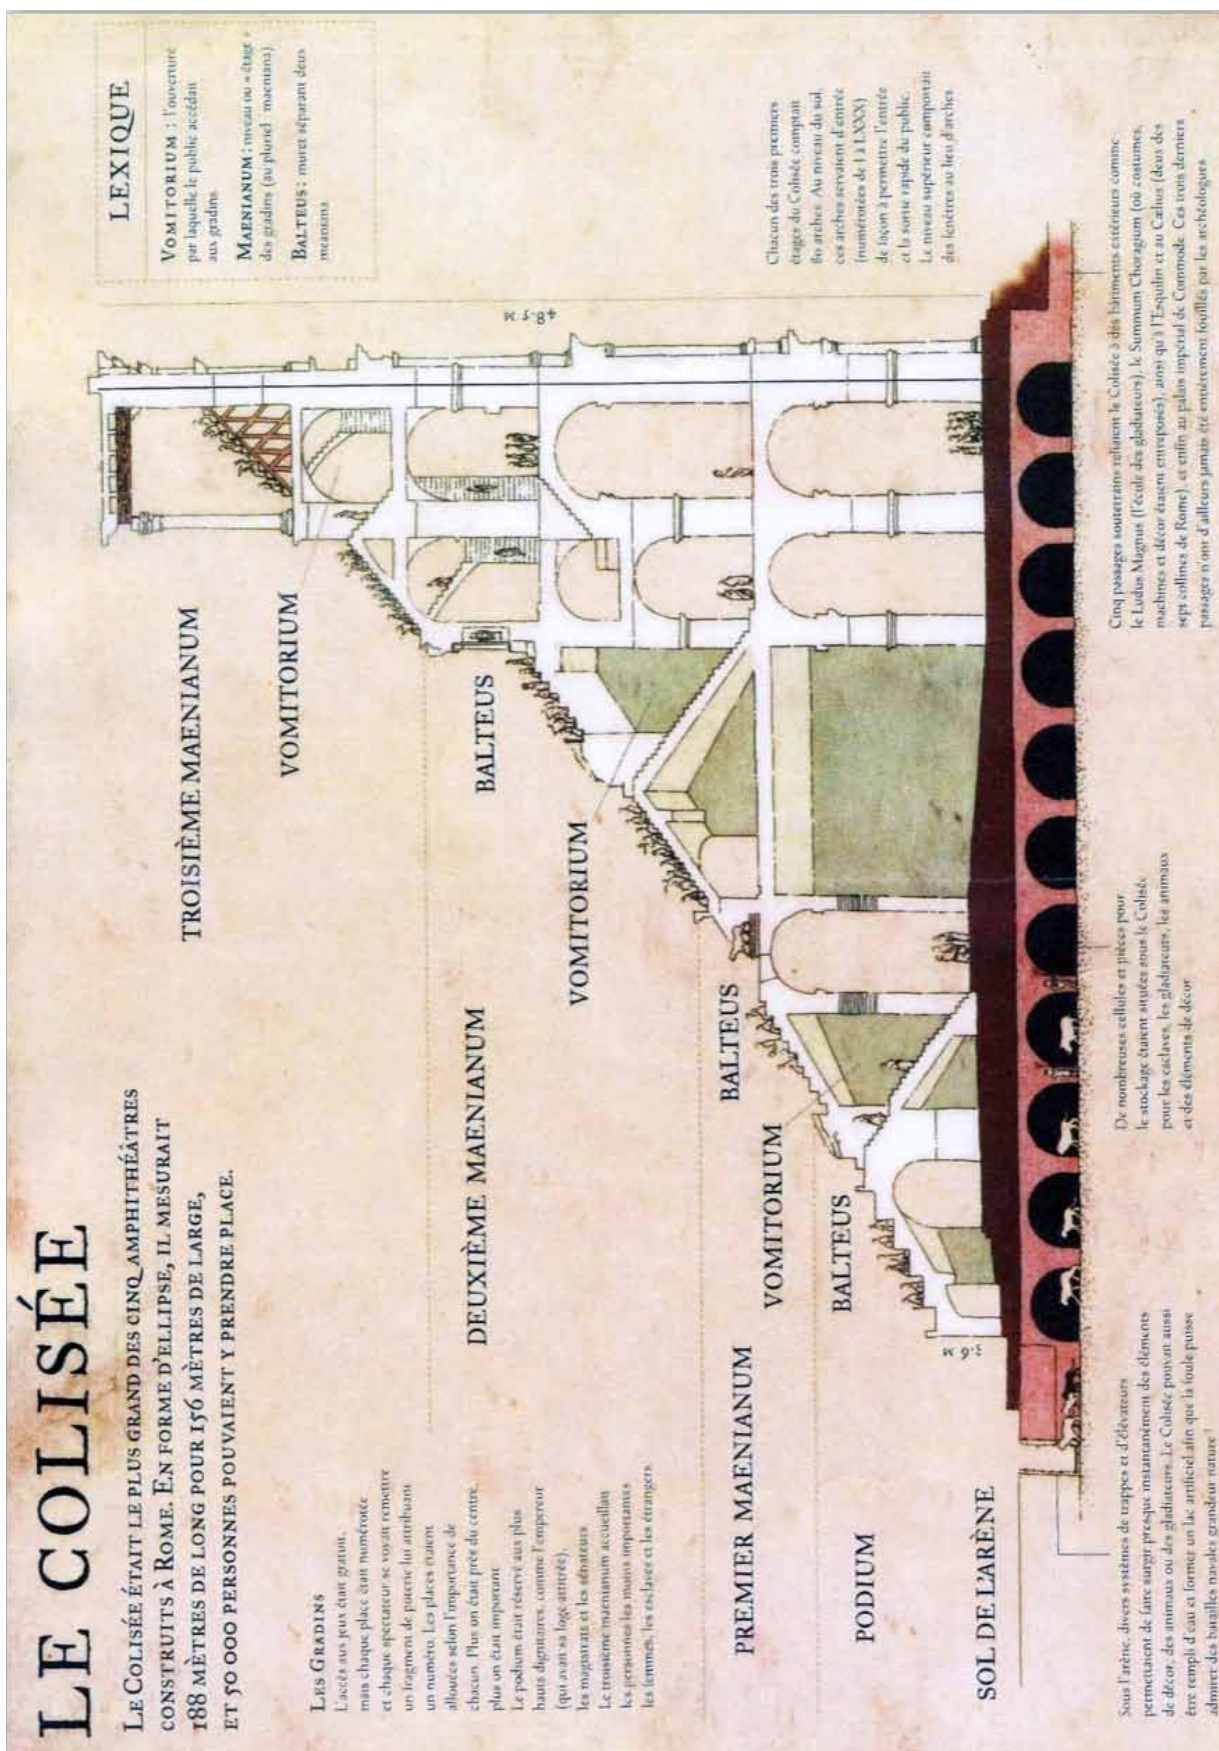 LE COLISÉE
LE COLISÉE ÉTAIT LE PLUS GRAND DES CINQ AMPHITHÉÂTRES
CONSTRUITS À ROME. EN FORME D'ELLIPSE, IL MESURAIT
188 MÈTRES DE LONG POUR 156 MÈTRES DE LARGE,
ET 50 000 PERSONNES POUVAIENT Y PRENDRE PLACE.
LEXIQUE
VOMITORIUM : l'ouverture
par laquelle le public accédait
aux gradins
MAENIANUM : niveau ou « étage »
des gradins (au pluriel maeniana)
BALTEUS : muret séparant deux
maeniana
LES GRADINS
L'accès aux jeux était gratuit,
mais chaque place était numérotée
et chaque spectateur se voyait remettre
un fragment de poterie lui attribuant
un numéro. Les places étaient
allouées selon l'importance de
chacun. Plus on était près du centre,
plus on était important
Le podium était réservé aux plus
hauts dignitaires, comme l'empereur
(qui avait sa loge attitrée),
les magistrats et les sénateurs
Le troisième maenianum accueillait
les personnes les moins importantes
les femmes, les esclaves et les étrangers
TROISIÈME MAENIANUM
VOMITORIUM
DEUXIÈME MAENIANUM
BALTEUS
VOMITORIUM
PREMIER MAENIANUM
BALTEUS
VOMITORIUM
PODIUM
BALTEUS
SOL DE L'ARÈNE
3.6 M
48.5 M
Chacun des trois premiers
étages du Colisée comptait
80 arches. Au niveau du sol,
ces arches servaient d'entrée
(numérotées de I à LXXX)
de façon à permettre l'entrée
et la sortie rapide du public.
Le niveau supérieur comportait
des fenêtres au lieu d'arches.
Sous l'arène, divers systèmes de trappes et d'élévateurs
permettaient de faire surgir presque instantanément des éléments
de décor, des animaux ou des gladiateurs. Le Colisée pouvait aussi
être rempli d'eau et former un lac artificiel afin que la foule puisse
admirer des batailles navales grandeur nature !
De nombreuses cellules et pièces pour
le stockage étaient situées sous le Colisée
pour les esclaves, les gladiateurs, les animaux
et des éléments de décor
Cinq passages souterrains reliaient le Colisée à des bâtiments extérieurs comme
le Ludus Magnus (l'école des gladiateurs), le Summum Choragium (où costumes,
machines et décor étaient entreposés), ainsi qu'à l'Esquilin et au Cælius (deux des
sept collines de Rome), et enfin au palais impérial de Commode. Ces trois derniers
passages n'ont d'ailleurs jamais été entièrement fouillés par les archéologues